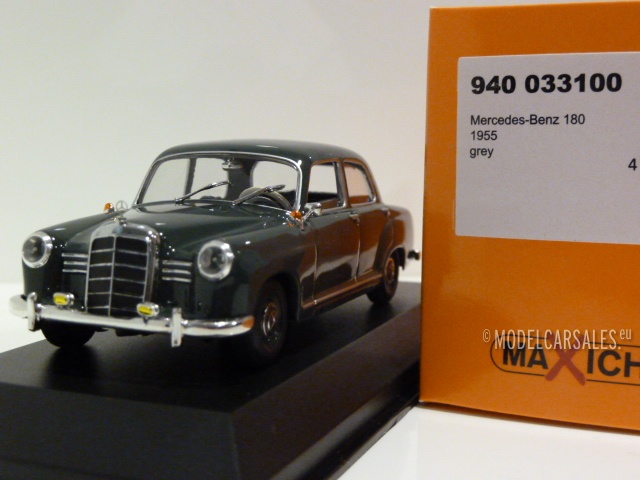 940 033100
Mercedes-Benz 180
1955
grey
4
© MODELCARSALES.eu
MAXICH